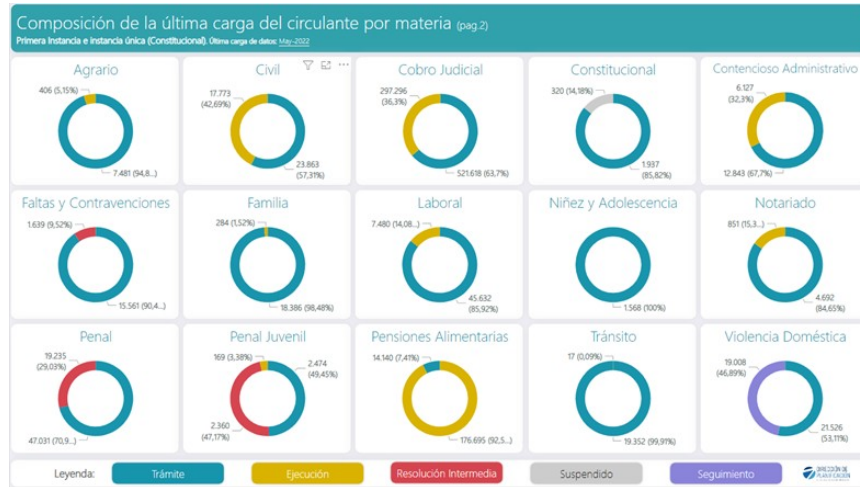 Composición de la última carga del circulante por materia (pag.2)
Primera Instancia e instancia única (Constitucional). Última carga de datos: May-2022
Agrario
406 (5,15%)
7.481 (94,8...)
Civil
17.773
(42,69%)
23.863
(57,31%)
Cobro Judicial
297.296
(36,3%)
521.618 (63,7%)
Constitucional
320 (14,18%)
1.937
(85,82%)
Contencioso Administrativo
6.127
(32,3%)
12.843 (67,7%)
Faltas y Contravenciones
1.639 (9,52%)
15.561 (90,4...)
Familia
284 (1,52%)
18.386 (98,48%)
Laboral
7.480 (14,08...)
45.632
(85,92%)
Niñez y Adolescencia
1.568 (100%)
Notariado
851 (15,3...)
4.692
(84,65%)
Penal
19.235
(29,03%)
47.031 (70,9...)
Penal Juvenil
169 (3,38%)
2.474
(49,45%)
2.360
(47,17%)
Pensiones Alimentarias
14.140 (7,41%)
176.695 (92,5...)
Tránsito
17 (0,09%)
19.352 (99,91%)
Violencia Doméstica
19.008
(46,89%)
21.526
(53,11%)
Leyenda:
Trámite
Ejecución
Resolución Intermedia
Suspendido
Seguimiento
DIRECCIÓN DE
PLANIFICACIÓN